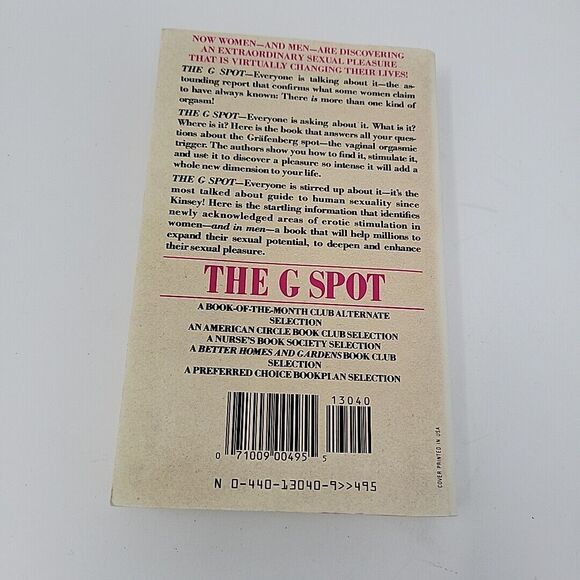 NOW WOMEN—AND MEN—ARE DISCOVERING
AN EXTRAORDINARY SEXUAL PLEASURE
THAT IS VIRTUALLY CHANGING THEIR LIVES!
THE G SPOT—Everyone is talking about it—the as-
tounding report that confirms what some women claim
to have always known: There is more than one kind of
orgasm!
THE G SPOT—Everyone is asking about it. What is it?
Where is it? Here is the book that answers all your ques-
tions about the Gräfenberg spot—the vaginal orgasmic
trigger. The authors show you how to find it, stimulate it,
and use it to discover a pleasure so intense it will add a
whole new dimension to your life.
THE G SPOT—Everyone is stirred up about it—it's the
most talked about guide to human sexuality since
Kinsey! Here is the startling information that identifies
newly acknowledged areas of erotic stimulation in
women—and in men—a book that will help millions to
expand their sexual potential, to deepen and enhance
their sexual pleasure.
THE G SPOT
A BOOK-OF-THE-MONTH CLUB ALTERNATE
SELECTION
AN AMERICAN CIRCLE BOOK CLUB SELECTION
A NURSE'S BOOK SOCIETY SELECTION
A BETTER HOMES AND GARDENS BOOK CLUB
SELECTION
A PREFERRED CHOICE BOOKPLAN SELECTION
13040
0 71009 00495 5
N 0-440-13040-9>>495
COVER PRINTED IN USA